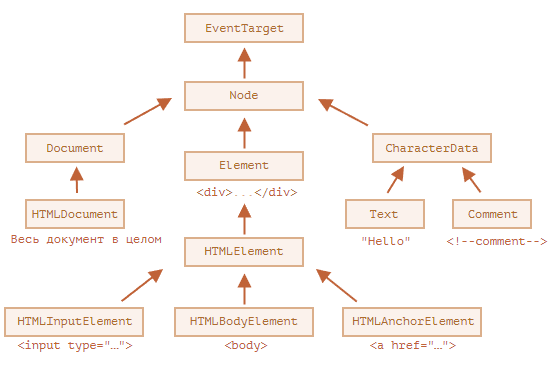 EventTarget
Node
Document
Element
CharacterData
<div>...</div>
HTMLDocument
Text
Comment
Весь документ в целом
"Hello"
<!--comment-->
HTMLElement
HTMLInputElement
HTMLBodyElement
HTMLAnchorElement
<input type="…">
<body>
<a href="…">